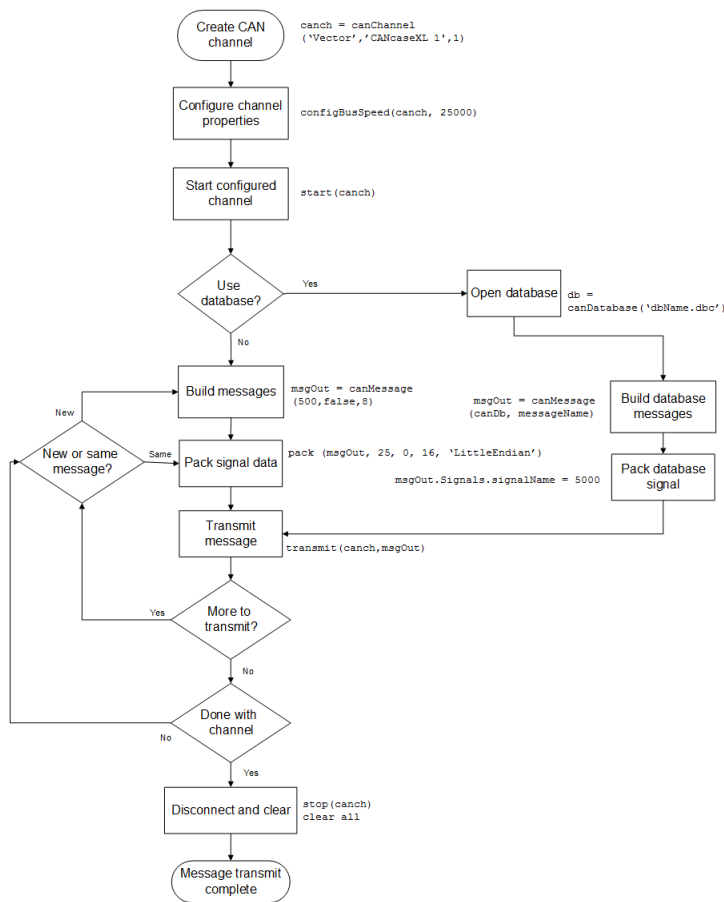 Create CAN
channel
canch = canChannel
(‘Vector’,’CANcaseXL 1’,1)
Configure channel
properties
configBusSpeed(canch, 25000)
Start configured
channel
start(canch)
Use
database?
Yes
No
Open database
db =
canDatabase(‘dbName.dbc’)
Build messages
msgOut = canMessage
(500,false,8)
msgOut = canMessage
(canDb, messageName)
Build database
messages
New
New or same
message?
Same
Pack signal data
pack (msgOut, 25, 0, 16, ‘LittleEndian’)
msgOut.Signals.signalName = 5000
Pack database
signal
Transmit
message
transmit(canch,msgOut)
Yes
More to
transmit?
No
Done with
channel
No
Yes
Disconnect and clear
stop(canch)
clear all
Message transmit
complete